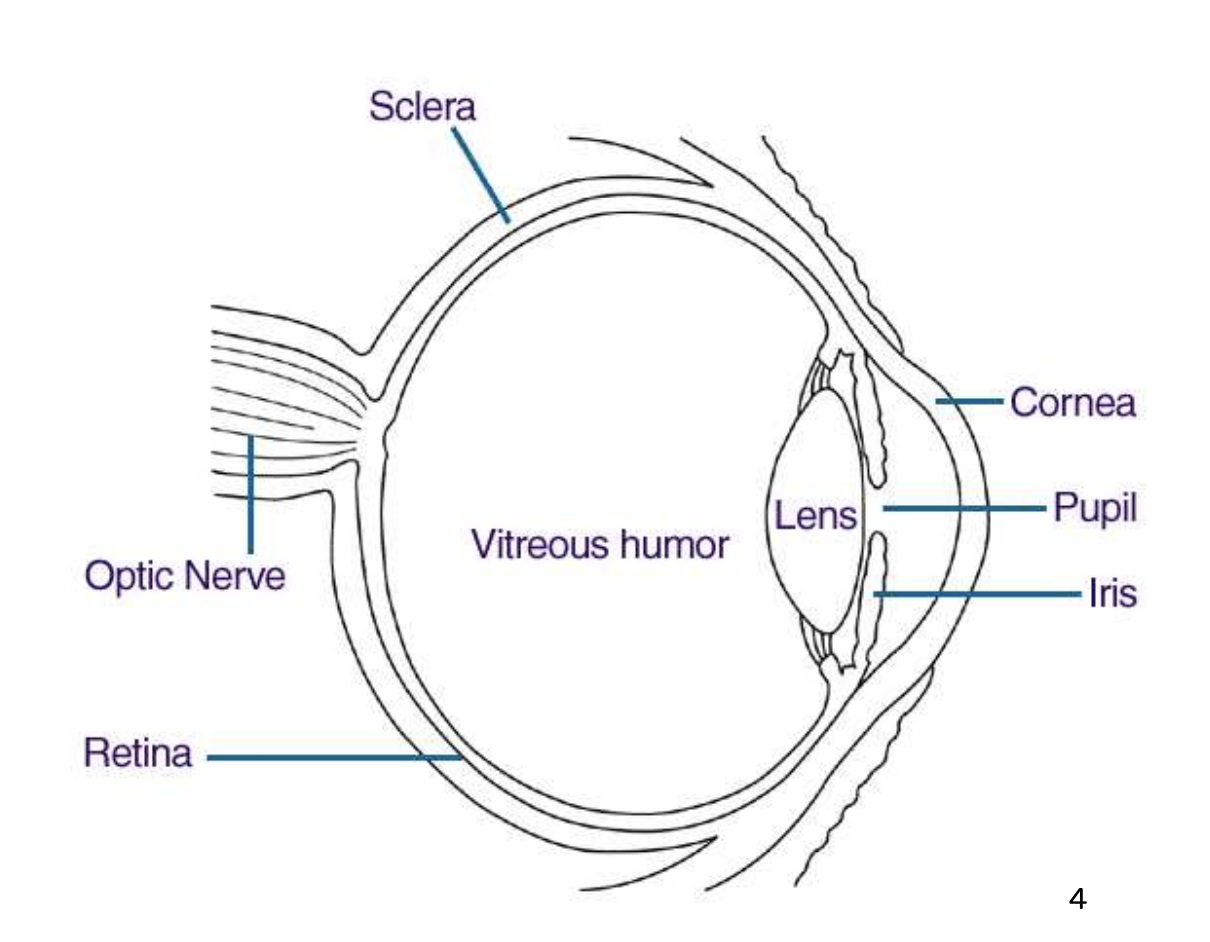 Sclera
Cornea
Pupil
Lens
Vitreous humor
Optic Nerve
Iris
Retina
4